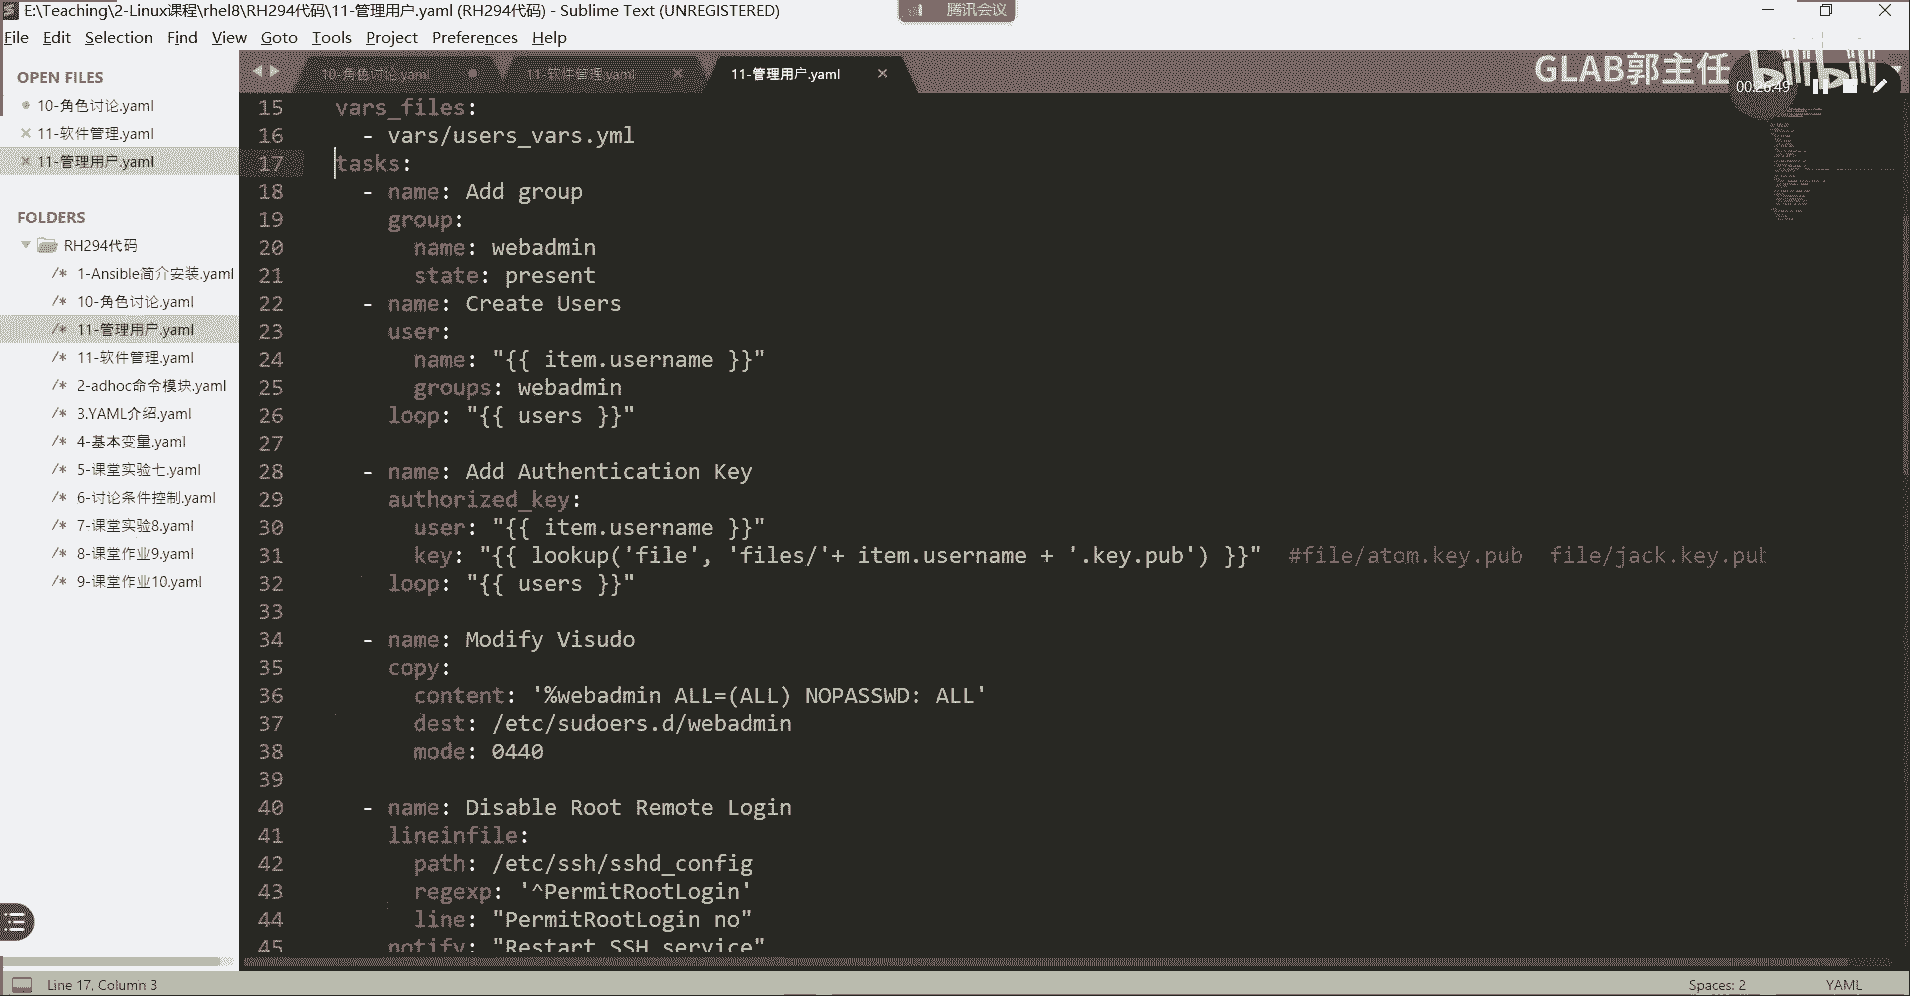 E:\Teaching\2-Linux课程\rhel8\RH294代码\11-管理用户.yaml (RH294代码) - Sublime Text (UNREGISTERED)
腾讯会议
File Edit Selection Find View Goto Tools Project Preferences Help
OPEN FILES
10-角色讨论.yaml
11-软件管理.yaml
11-管理用户.yaml
FOLDERS
RH294代码
/* 1-Ansible简介安装.yaml
/* 10-角色讨论.yaml
/* 11-管理用户.yaml
/* 11-软件管理.yaml
/* 2-adhoc命令模块.yaml
/* 3.YAML介绍.yaml
/* 4-基本变量.yaml
/* 5-课堂实验七.yaml
/* 6-讨论条件控制.yaml
/* 7-课堂实验8.yaml
/* 8-课堂作业9.yaml
/* 9-课堂作业10.yaml
10-角色讨论.yaml
11-软件管理.yaml
11-管理用户.yaml
GLAB郭主任
bilibili
00:26:49
15 vars_files:
16 - vars/users_vars.yml
17 tasks:
18 - name: Add group
19 group:
20 name: webadmin
21 state: present
22 - name: Create Users
23 user:
24 name: "{{ item.username }}"
25 groups: webadmin
26 loop: "{{ users }}"
27
28 - name: Add Authentication Key
29 authorized_key:
30 user: "{{ item.username }}"
31 key: "{{ lookup('file', 'files/'+ item.username + '.key.pub') }}" #file/atom.key.pub file/jack.key.pub
32 loop: "{{ users }}"
33
34 - name: Modify Visudo
35 copy:
36 content: '%webadmin ALL=(ALL) NOPASSWD: ALL'
37 dest: /etc/sudoers.d/webadmin
38 mode: 0440
39
40 - name: Disable Root Remote Login
41 lineinfile:
42 path: /etc/ssh/sshd_config
43 regexp: '^PermitRootLogin'
44 line: "PermitRootLogin no"
45 notify: "Restart SSH service"
Line 17, Column 3
Spaces: 2
YAML